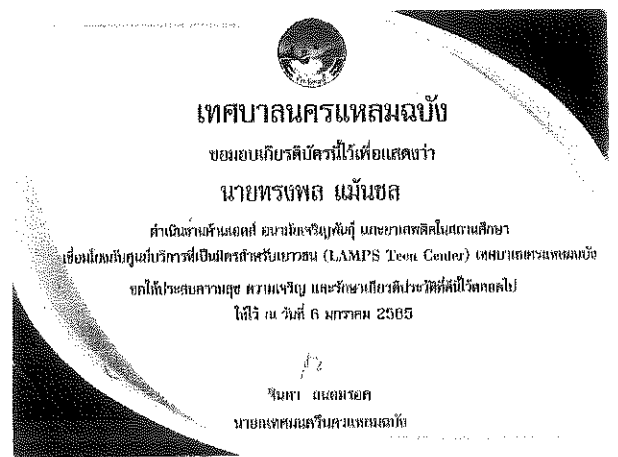 เทศบาลนครแหลมฉบัง
ขอมอบเกียรติบัตรนี้ไว้เพื่อแสดงว่า
นายทรงพล แม้นชล
ดำเนินงานด้านเอดส์ อนามัยเจริญพันธุ์ และยาเสพติดในสถานศึกษา
เชื่อมโยงกับศูนย์บริการที่เป็นมิตรสำหรับเยาวชน (LAMPS Teen Center) เทศบาลนครแหลมฉบัง
ขอให้ประสบความสุข ความเจริญ และรักษาเกียรติประวัติที่ดีนี้ไว้ตลอดไป
ให้ไว้ ณ วันที่ 6 มกราคม 2565
จินดา ถนอมรอด
นายกเทศมนตรีนครแหลมฉบัง